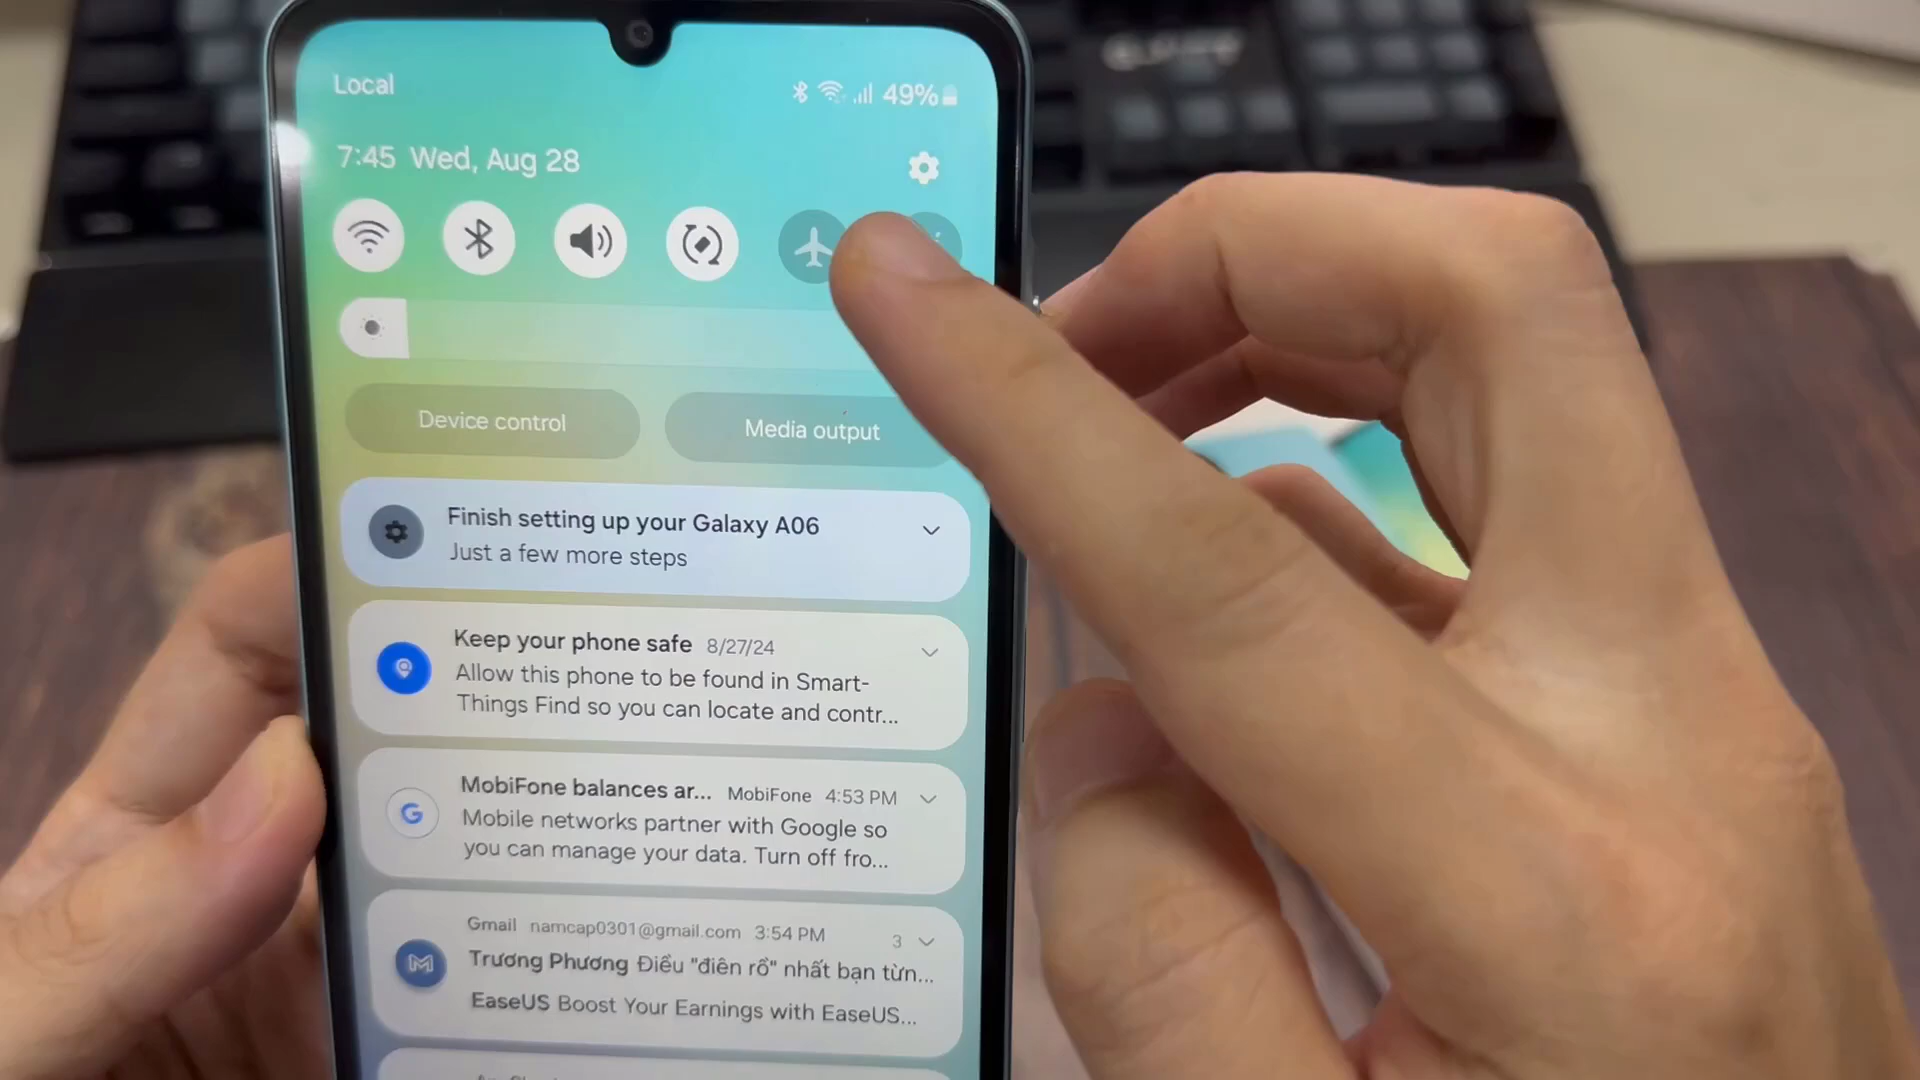 Local
49%
7:45 Wed, Aug 28
Device control
Media output
Finish setting up your Galaxy A06
Just a few more steps
Keep your phone safe 8/27/24
Allow this phone to be found in Smart-
Things Find so you can locate and contr...
MobiFone balances ar... MobiFone 4:53 PM
Mobile networks partner with Google so
you can manage your data. Turn off fro...
Gmail namcap0301@gmail.com 3:54 PM 3
Trương Phương Điều "điên rồ" nhất bạn từn...
EaseUS Boost Your Earnings with EaseUS...